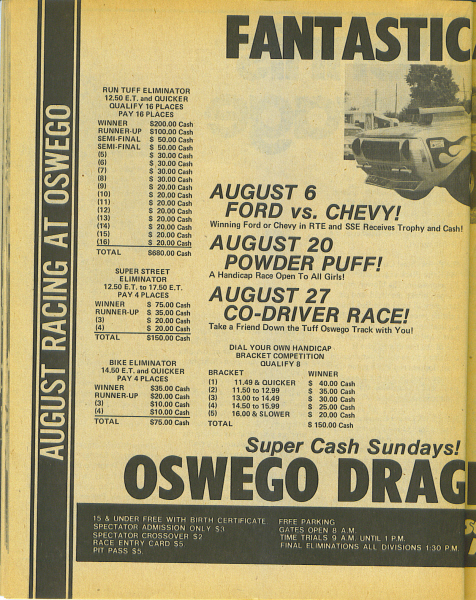 FANTASTIC
AUGUST RACING AT OSWEGO
RUN TUFF ELIMINATOR
12.50 E.T. and QUICKER
QUALIFY 16 PLACES
PAY 16 PLACES
WINNER $200.00 Cash
RUNNER-UP $100.00 Cash
SEMI-FINAL $ 50.00 Cash
SEMI-FINAL $ 50.00 Cash
(5) $ 30.00 Cash
(6) $ 30.00 Cash
(7) $ 30.00 Cash
(8) $ 30.00 Cash
(9) $ 20.00 Cash
(10) $ 20.00 Cash
(11) $ 20.00 Cash
(12) $ 20.00 Cash
(13) $ 20.00 Cash
(14) $ 20.00 Cash
(15) $ 20.00 Cash
(16) $ 20.00 Cash
TOTAL $680.00 Cash
SUPER STREET
ELIMINATOR
12.50 E.T. to 17.50 E.T.
PAY 4 PLACES
WINNER $ 75.00 Cash
RUNNER-UP $ 35.00 Cash
(3) $ 20.00 Cash
(4) $ 20.00 Cash
TOTAL $150.00 Cash
BIKE ELIMINATOR
14.50 E.T. and QUICKER
PAY 4 PLACES
WINNER $35.00 Cash
RUNNER-UP $20.00 Cash
(3) $10.00 Cash
(4) $10.00 Cash
TOTAL $75.00 Cash
AUGUST 6
FORD vs. CHEVY!
Winning Ford or Chevy in RTE and SSE Receives Trophy and Cash!
AUGUST 20
POWDER PUFF!
A Handicap Race Open To All Girls!
AUGUST 27
CO-DRIVER RACE!
Take a Friend Down the Tuff Oswego Track with You!
DIAL YOUR OWN HANDICAP
BRACKET COMPETITION
QUALIFY 8
BRACKET WINNER
(1) 11.49 & QUICKER $ 40.00 Cash
(2) 11.50 to 12.99 $ 35.00 Cash
(3) 13.00 to 14.49 $ 30.00 Cash
(4) 14.50 to 15.99 $ 25.00 Cash
(5) 16.00 & SLOWER $ 20.00 Cash
TOTAL $ 150.00 Cash
Super Cash Sundays!
OSWEGO DRAG
15 & UNDER FREE WITH BIRTH CERTIFICATE
SPECTATOR ADMISSION ONLY $3
SPECTATOR CROSSOVER $2
RACE ENTRY CARD $5
PIT PASS $5.
FREE PARKING
GATES OPEN 8 A.M.
TIME TRIALS 9 A.M. UNTIL 1 P.M.
FINAL ELIMINATIONS ALL DIVISIONS 1:30 P.M.